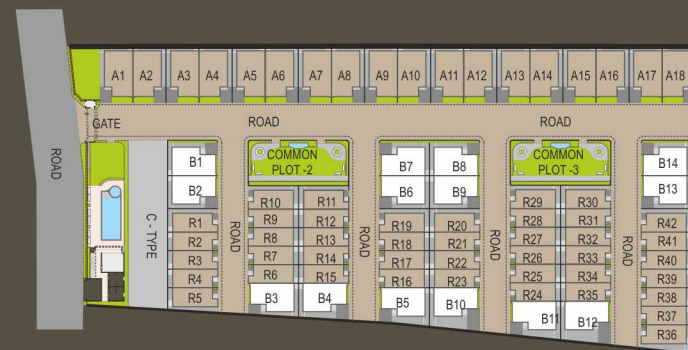 A1 A2 A3 A4 A5 A6 A7 A8 A9 A10 A11 A12 A13 A14 A15 A16 A17 A18
GATE ROAD ROAD
ROAD
C - TYPE
B1
B2
R1
R2
R3
R4
R5
ROAD
COMMON
PLOT -2
R10 R11
R9 R12
R8 R13
R7 R14
R6 R15
B3 B4
ROAD
B7 B8
B6 B9
R19 R20
R18 R21
R17 R22
R16 R23
B5 B10
ROAD
COMMON
PLOT -3
R29 R30
R28 R31
R27 R32
R26 R33
R25 R34
R24 R35
B11 B12
ROAD
B14
B13
R42
R41
R40
R39
R38
R37
R36